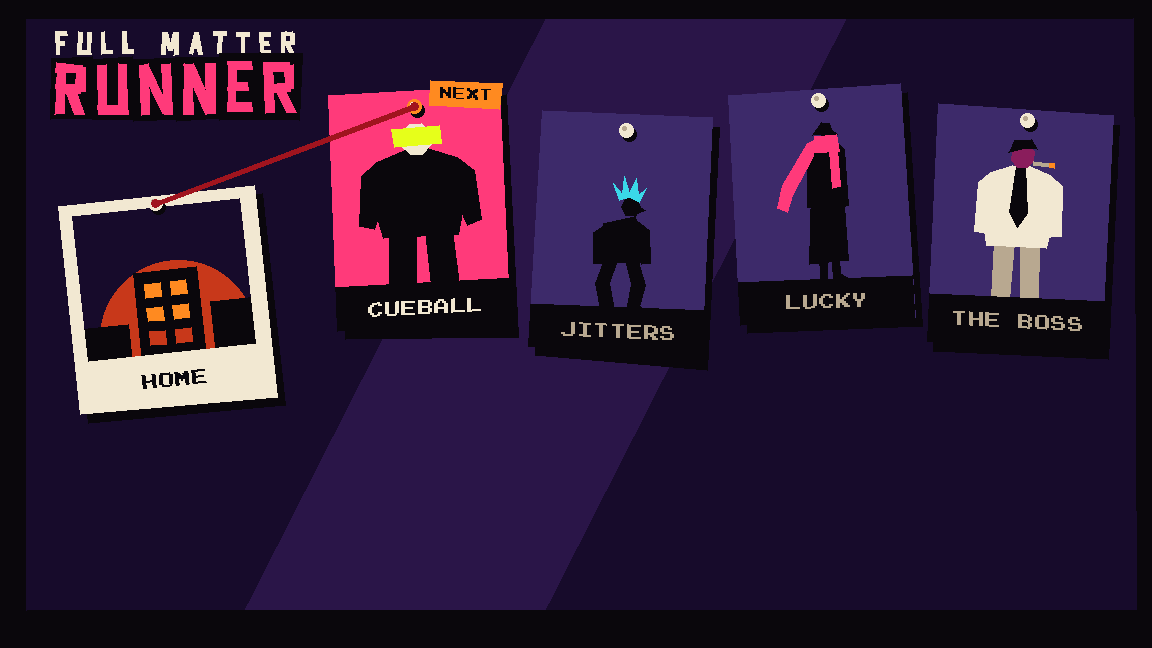 FULL MATTER
RUNNER
NEXT
HOME
CUEBALL
JITTERS
LUCKY
THE BOSS